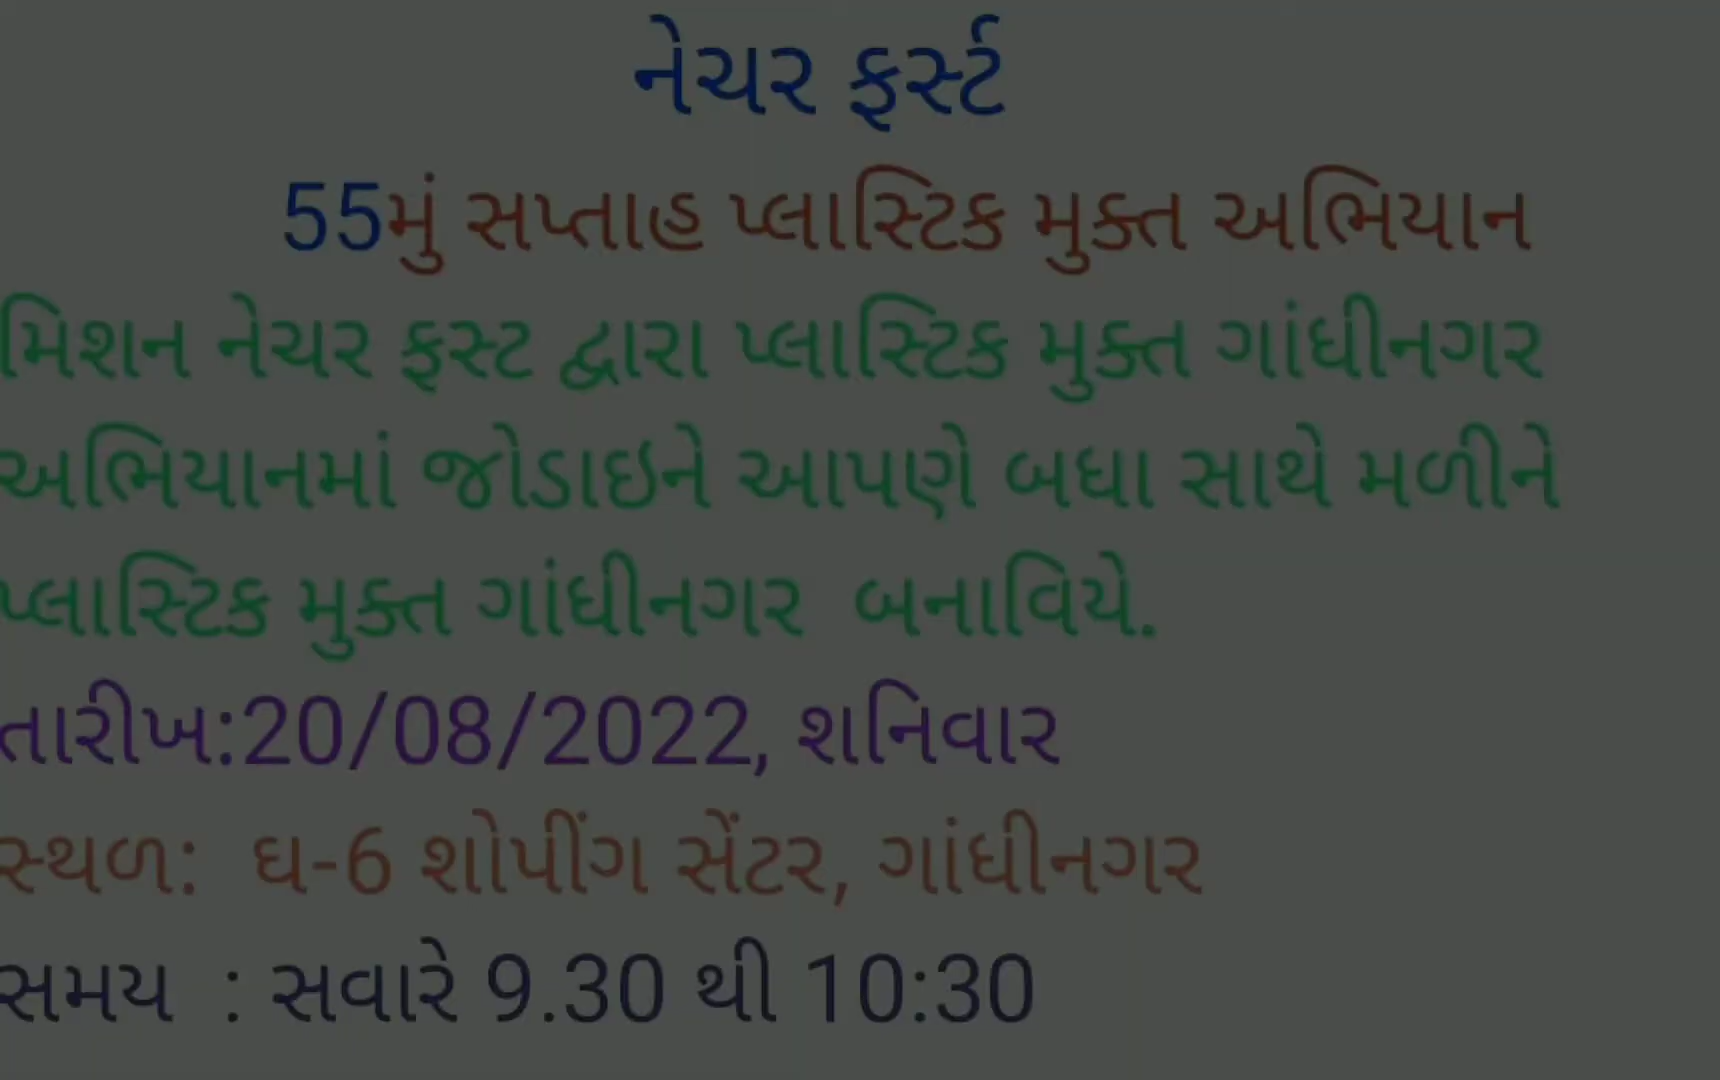 નેચર ફર્સ્ટ
55મું સપ્તાહ પ્લાસ્ટિક મુક્ત અભિયાન
મિશન નેચર ફસ્ટ દ્વારા પ્લાસ્ટિક મુક્ત ગાંધીનગર
અભિયાનમાં જોડાઇને આપણે બધા સાથે મળીને
પ્લાસ્ટિક મુક્ત ગાંધીનગર  બનાવિયે.
તારીખ:20/08/2022, શનિવાર
સ્થળ:  ઘ-6 શોપીંગ સેંટર, ગાંધીનગર
સમય  : સવારે 9.30 થી 10:30